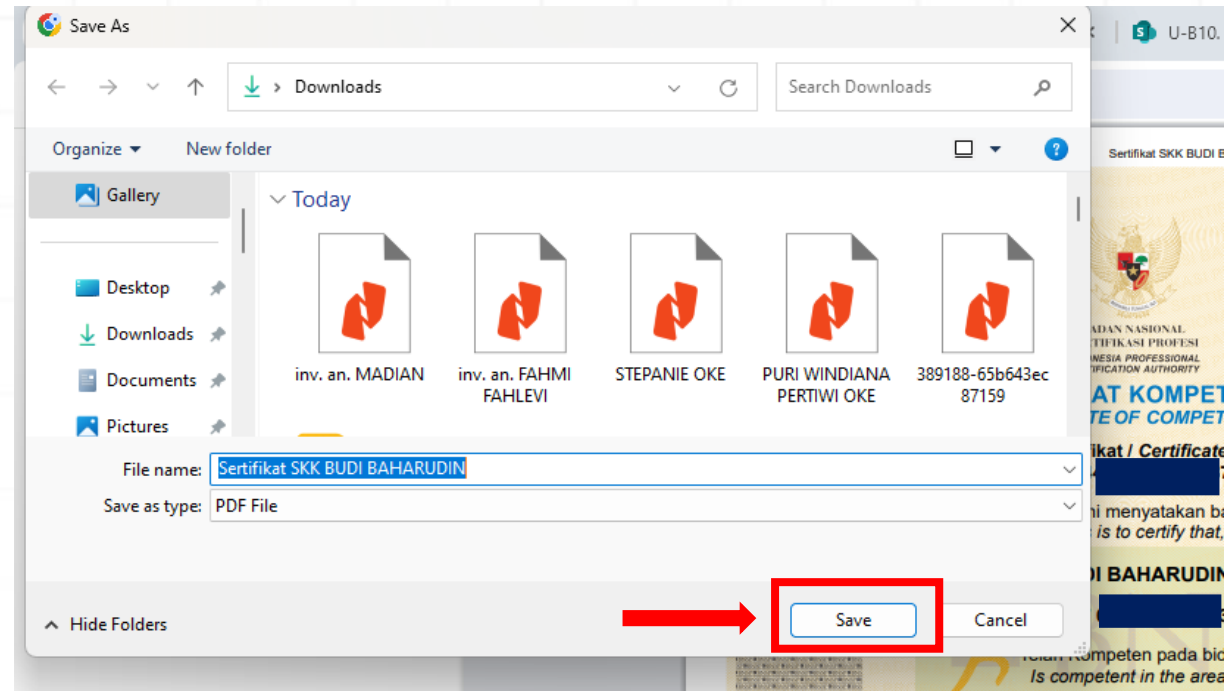 Save As
U-B10.
Downloads
Search Downloads
Organize
New folder
Gallery
Desktop
Downloads
Documents
Pictures
Today
inv. an. MADIAN
inv. an. FAHMI
FAHLEVI
STEPANIE OKE
PURI WINDIANA
PERTIWI OKE
389188-65b643ec
87159
File name:
Sertifikat SKK BUDI BAHARUDIN
Save as type:
PDF File
Hide Folders
Save
Cancel
Sertifikat SKK BUDI B
ADAN NASIONAL
TIFIKASI PROFESI
NESIA PROFESSIONAL
TIFICATION AUTHORITY
AT KOMPET
TE OF COMPET
ikat / Certificate
ni menyatakan ba
is to certify that,
DI BAHARUDIN
Telah Kompeten pada bid
Is competent in the area